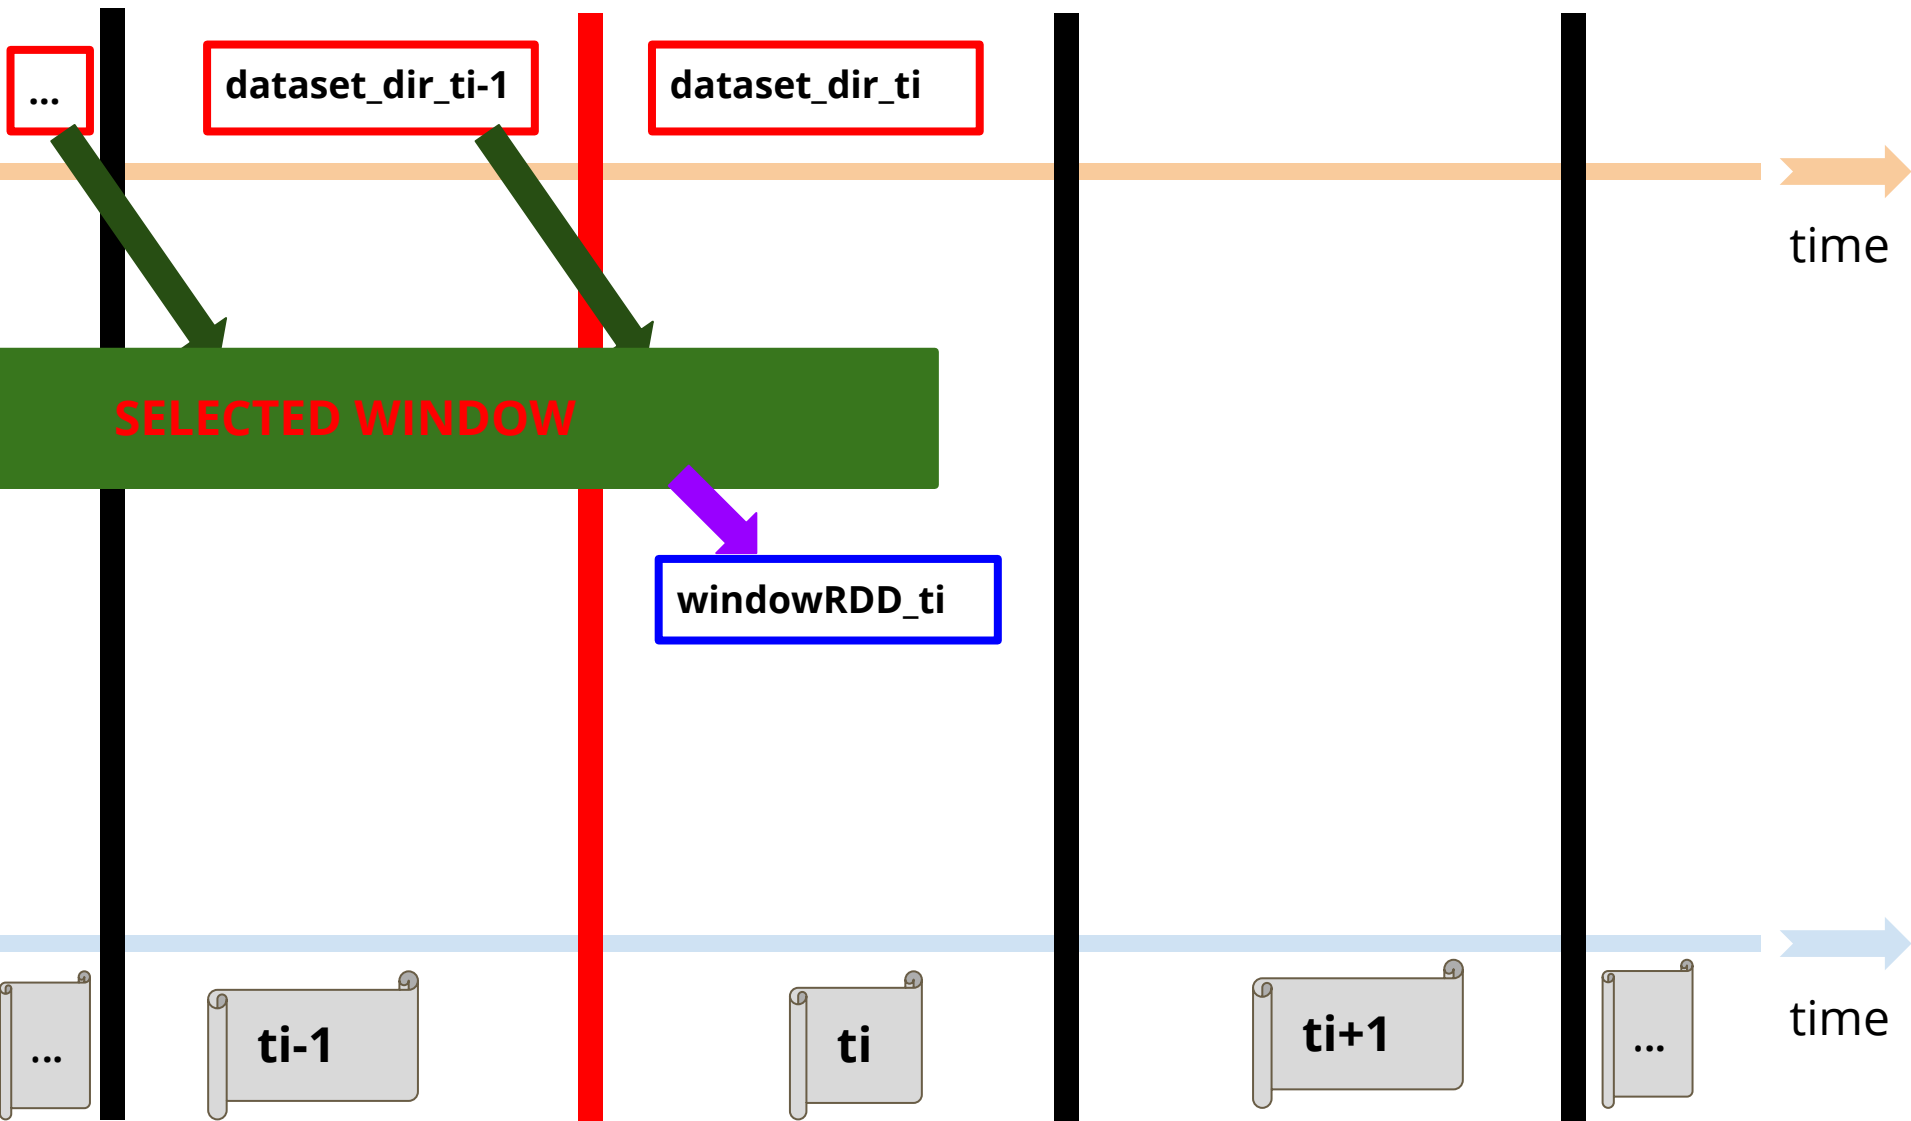 ...
dataset_dir_ti-1
dataset_dir_ti
time
SELECTED WINDOW
windowRDD_ti
...
ti-1
ti
ti+1
...
time